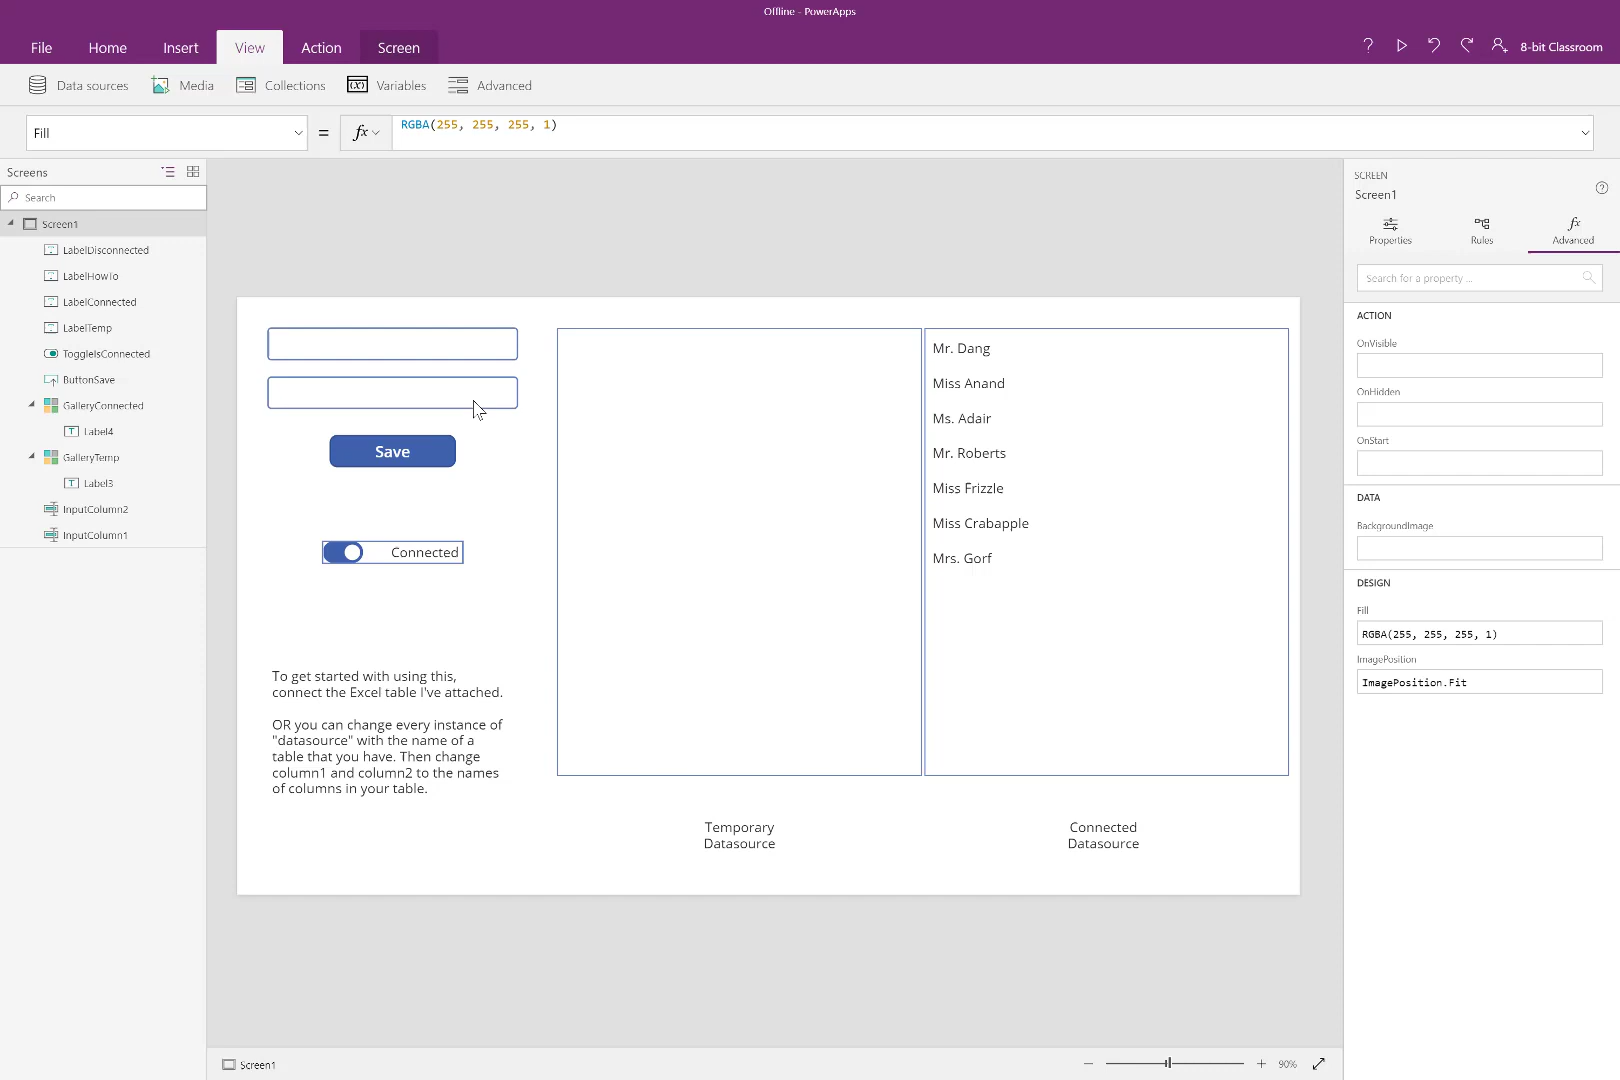 Offline - PowerApps
File Home Insert View Action Screen
? 8-bit Classroom
Data sources Media Collections (x) Variables Advanced
Fill = fx RGBA(255, 255, 255, 1)
Screens
Search
Screen1
LabelDisconnected
LabelHowTo
LabelConnected
LabelTemp
ToggleIsConnected
ButtonSave
GalleryConnected
Label4
GalleryTemp
Label3
InputColumn2
InputColumn1
Save
Connected
To get started with using this,
connect the Excel table I've attached.
OR you can change every instance of
"datasource" with the name of a
table that you have. Then change
column1 and column2 to the names
of columns in your table.
Mr. Dang
Miss Anand
Ms. Adair
Mr. Roberts
Miss Frizzle
Miss Crabapple
Mrs. Gorf
Temporary
Datasource
Connected
Datasource
Screen1
90%
SCREEN
Screen1
Properties Rules fx Advanced
Search for a property ...
ACTION
OnVisible
OnHidden
OnStart
DATA
BackgroundImage
DESIGN
Fill
RGBA(255, 255, 255, 1)
ImagePosition
ImagePosition.Fit